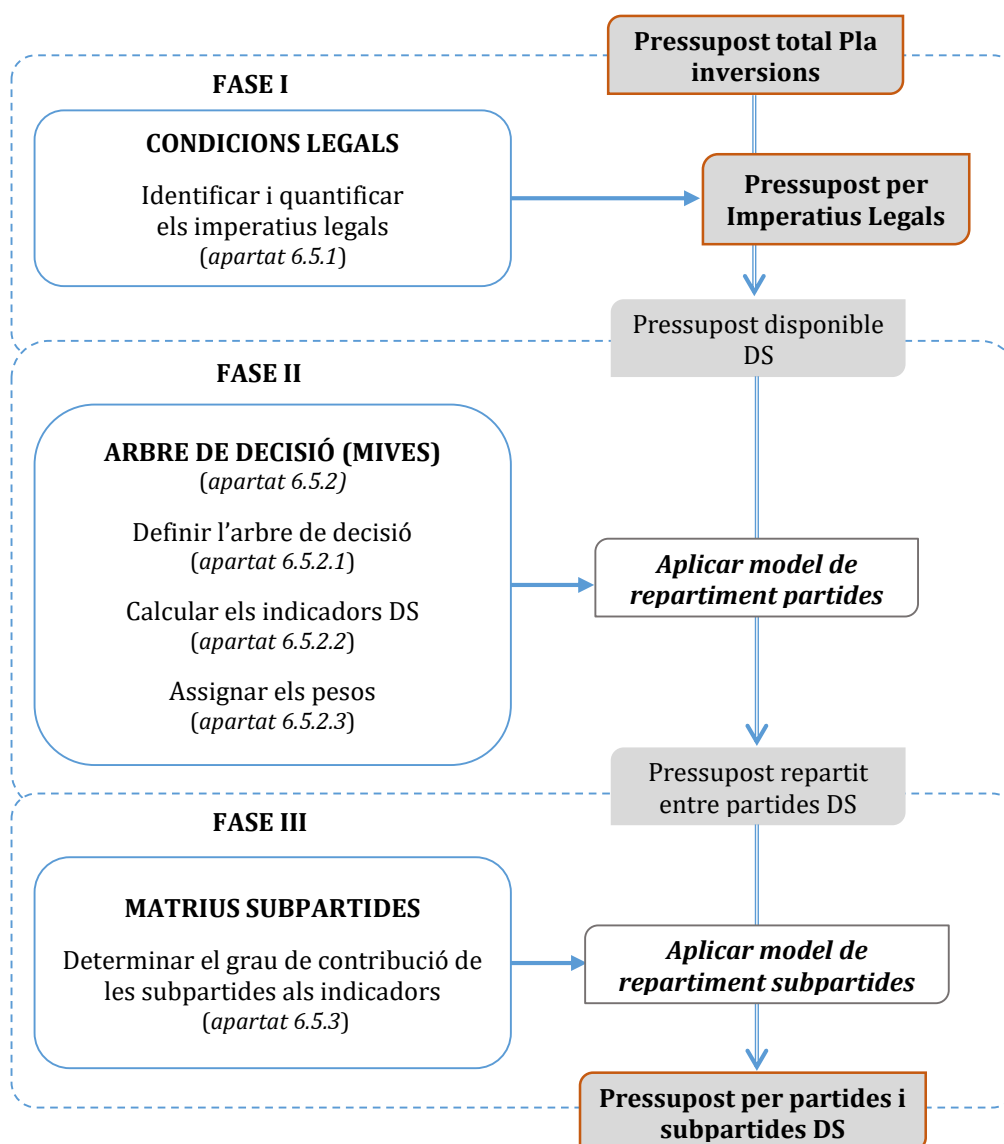 Pressupost total Pla
inversions
FASE I
CONDICIONS LEGALS
Identificar i quantificar
els imperatius legals
(apartat 6.5.1)
Pressupost per
Imperatius Legals
Pressupost disponible
DS
FASE II
ARBRE DE DECISIÓ (MIVES)
(apartat 6.5.2)
Definir l’arbre de decisió
(apartat 6.5.2.1)
Calcular els indicadors DS
(apartat 6.5.2.2)
Assignar els pesos
(apartat 6.5.2.3)
Aplicar model de
repartiment partides
Pressupost repartit
entre partides DS
FASE III
MATRIUS SUBPARTIDES
Determinar el grau de contribució de
les subpartides als indicadors
(apartat 6.5.3)
Aplicar model de
repartiment subpartides
Pressupost per partides i
subpartides DS